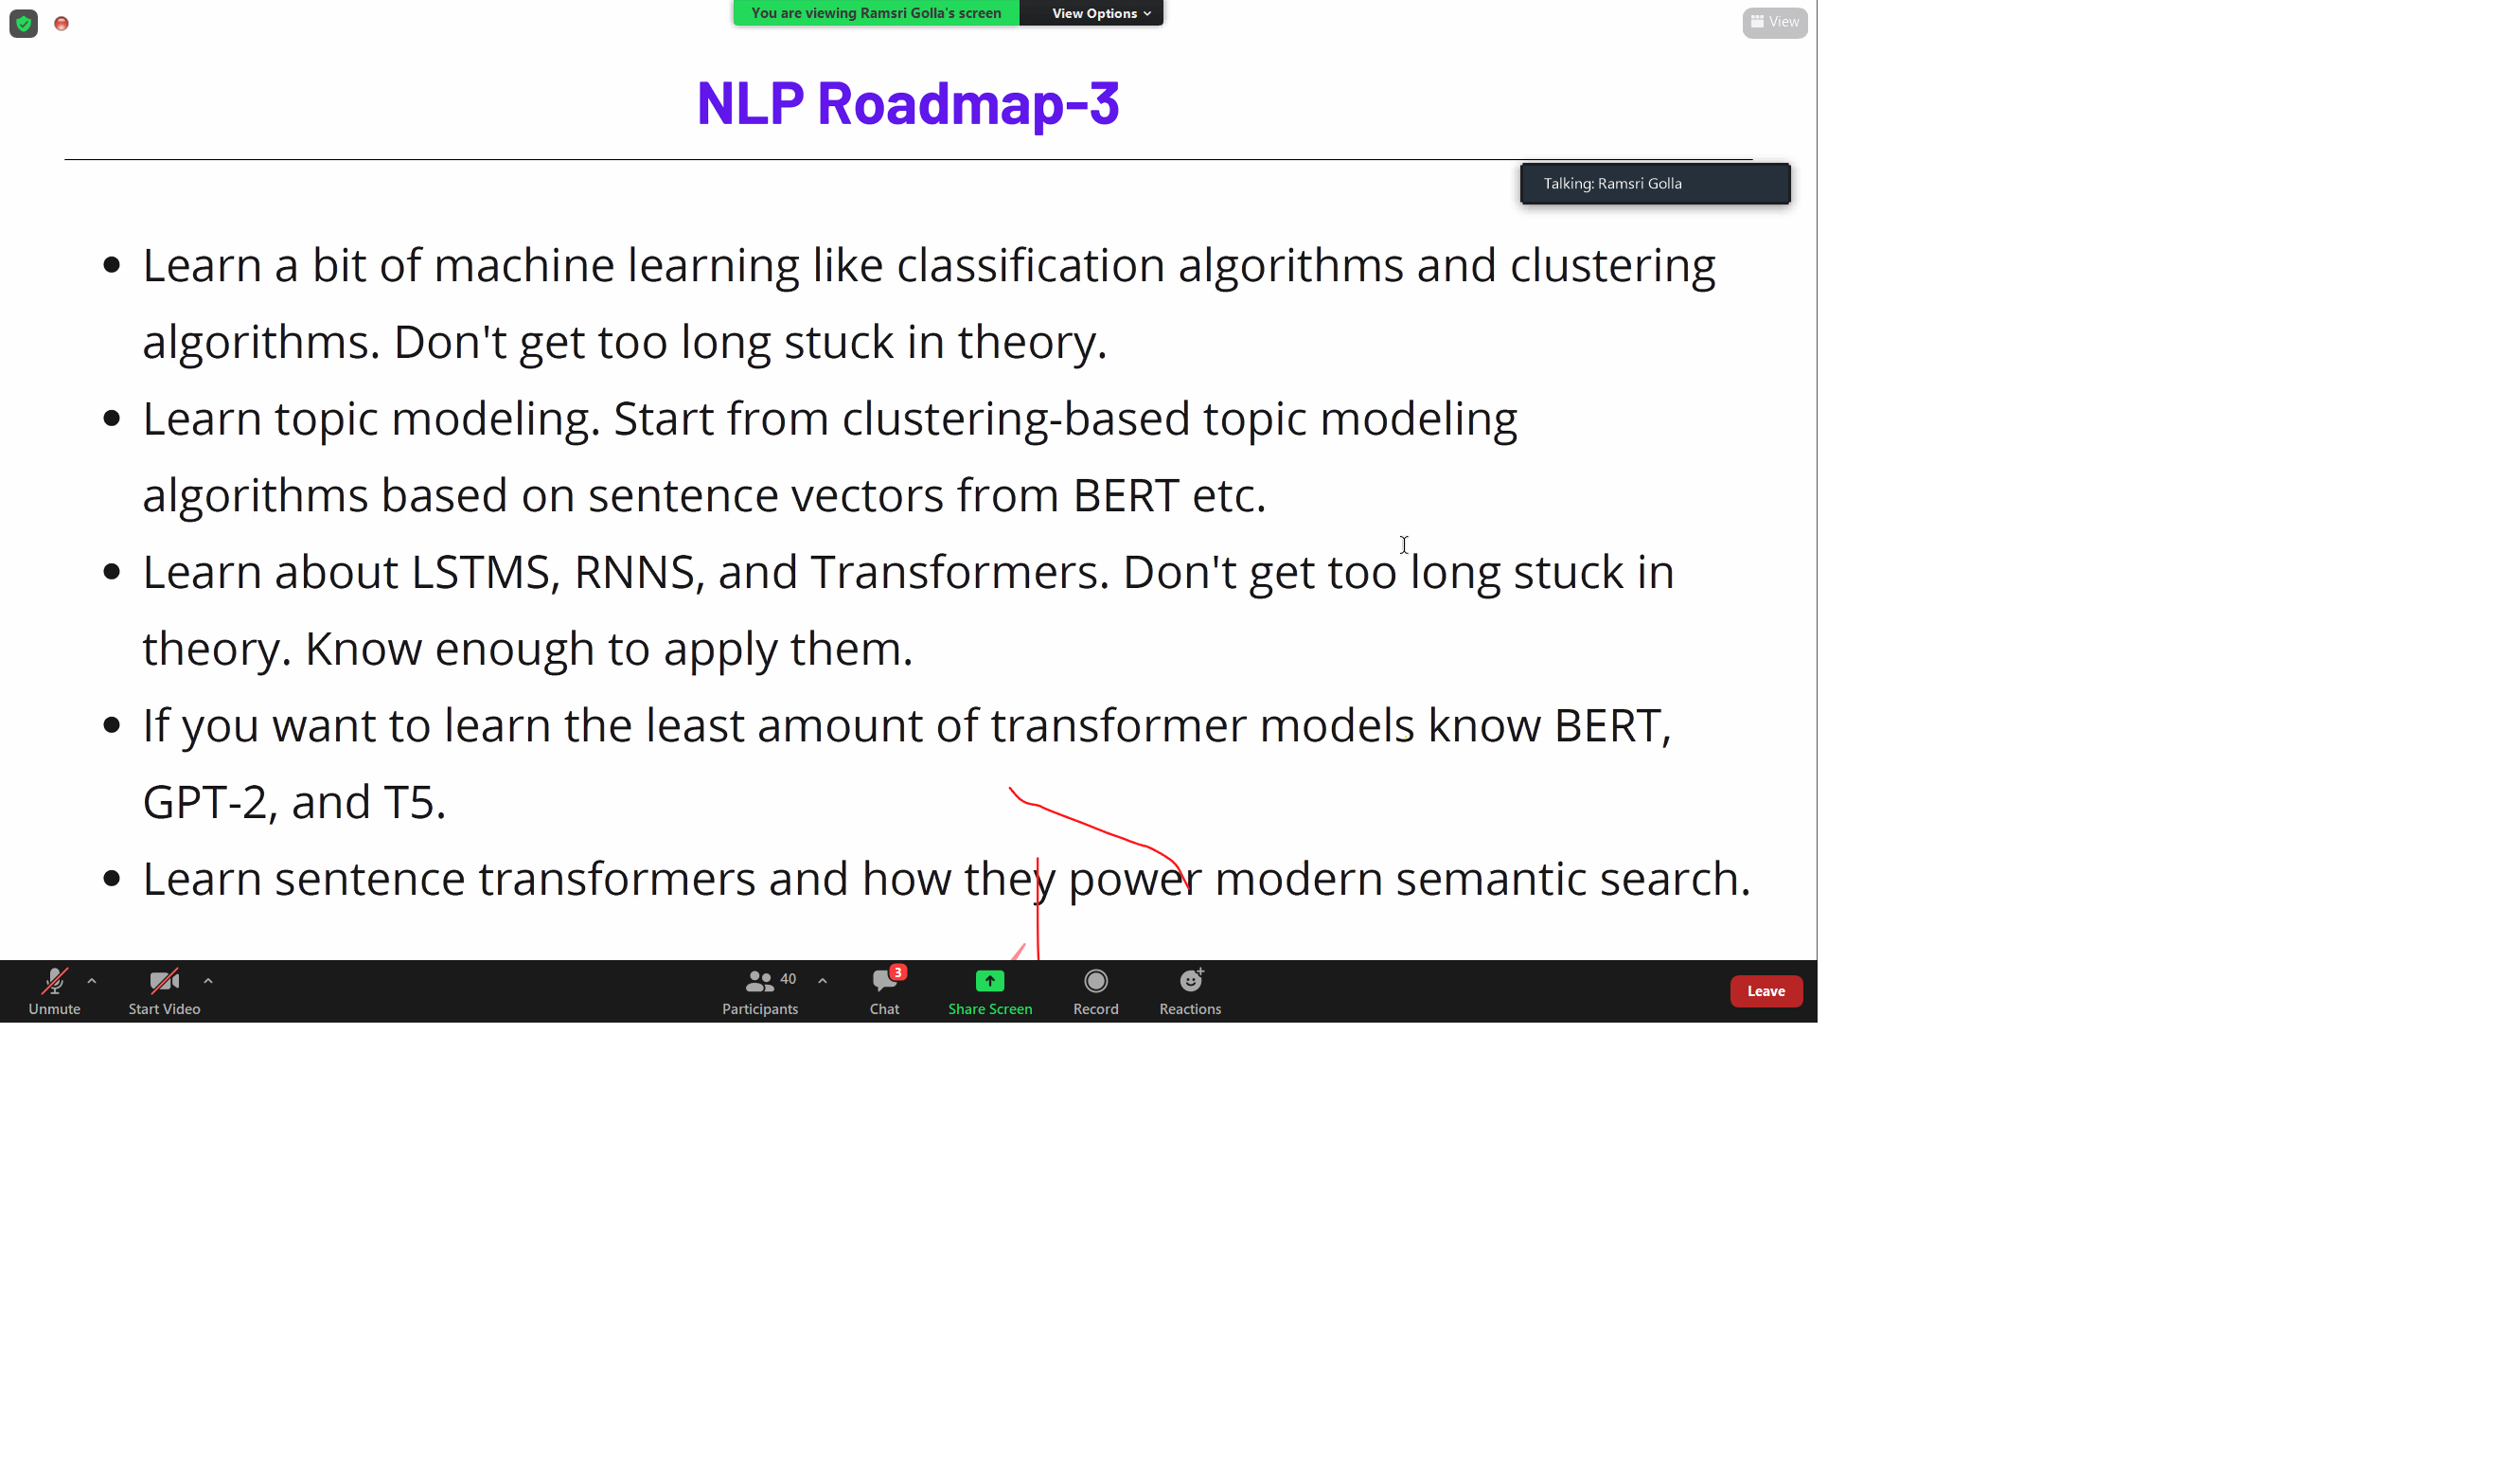 You are viewing Ramsri Golla's screen View Options
View
NLP Roadmap-3
Talking: Ramsri Golla
• Learn a bit of machine learning like classification algorithms and clustering
algorithms. Don't get too long stuck in theory.
• Learn topic modeling. Start from clustering-based topic modeling
algorithms based on sentence vectors from BERT etc.
• Learn about LSTMS, RNNS, and Transformers. Don't get too long stuck in
theory. Know enough to apply them.
• If you want to learn the least amount of transformer models know BERT,
GPT-2, and T5.
• Learn sentence transformers and how they power modern semantic search.
40 3
Unmute Start Video Participants Chat Share Screen Record Reactions Leave